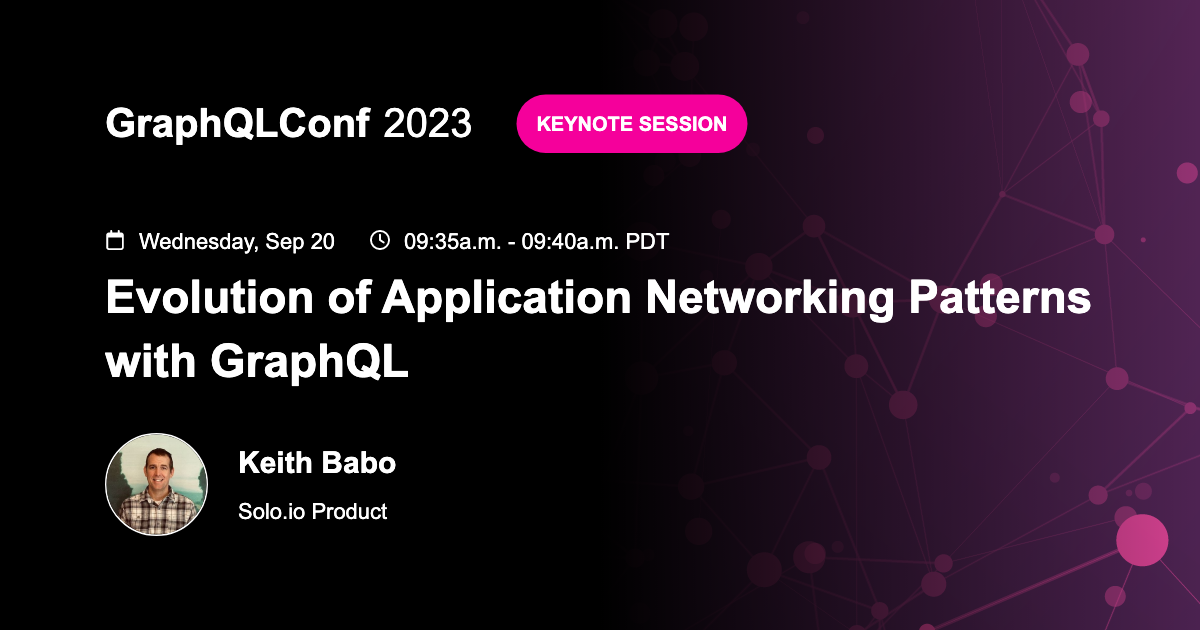 GraphQLConf 2023
KEYNOTE SESSION
Wednesday, Sep 20
09:35a.m. - 09:40a.m. PDT
Evolution of Application Networking Patterns
with GraphQL
Keith Babo
Solo.io Product